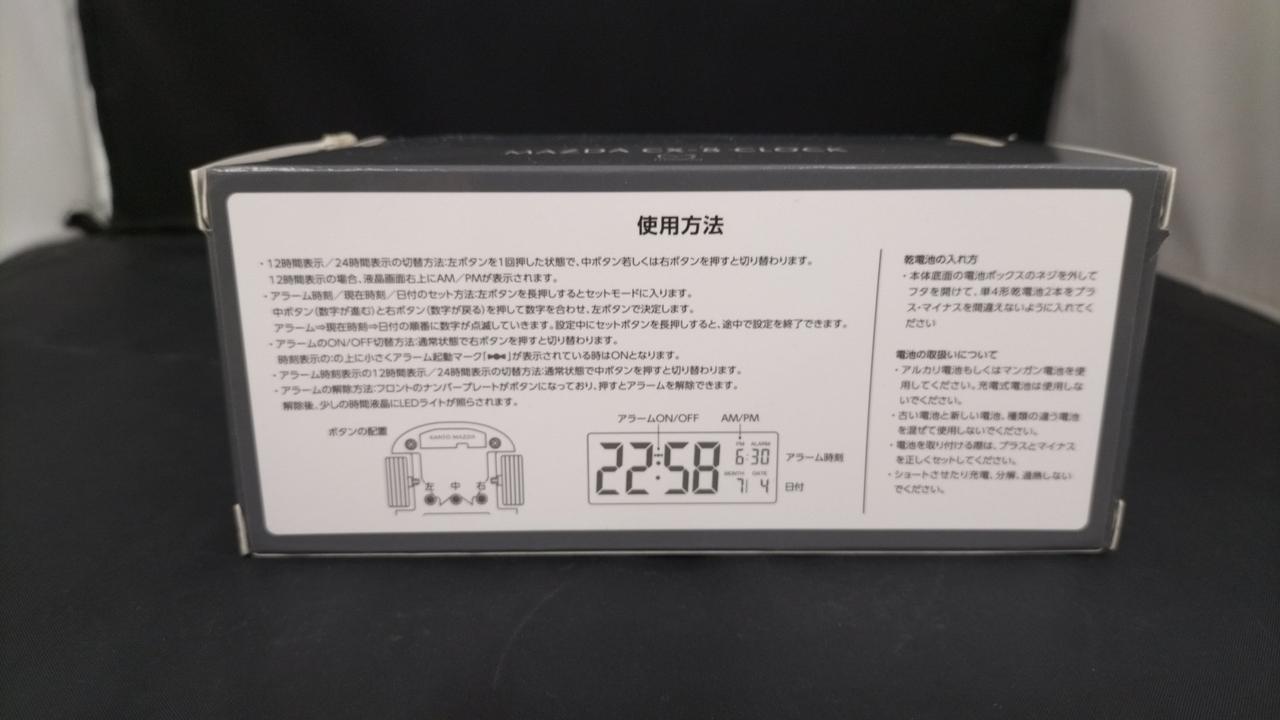 MAZDA CX-8 CLOCK
使用方法
・12時間表示／24時間表示の切替方法:左ボタンを1回押した状態で、中ボタン若しくは右ボタンを押すと切り替わります。
12時間表示の場合、液晶画面右上にAM／PMが表示されます。
・アラーム時刻／現在時刻／日付のセット方法:左ボタンを長押しするとセットモードに入ります。
中ボタン(数字が進む)と右ボタン(数字が戻る)を押して数字を合わせ、左ボタンで決定します。
アラーム⇒現在時刻⇒日付の順番に数字が点滅していきます。設定中にセットボタンを長押しすると、途中で設定を終了できます。
・アラームのON/OFF切替方法:通常状態で右ボタンを押すと切り替わります。
時刻表示の:の上に小さくアラーム起動マーク「」が表示されている時はONとなります。
・アラーム時刻表示の12時間表示／24時間表示の切替方法:通常状態で中ボタンを押すと切り替わります。
・アラームの解除方法:フロントのナンバープレートがボタンになっており、押すとアラームを解除できます。
解除後、少しの時間液晶にLEDライトが照らされます。
ボタンの配置
KANTO MAZDA
左 中 右
アラームON/OFF AM/PM
22:58
PM ALARM
6:30
アラーム時刻
MONTH DATE
7 4
日付
乾電池の入れ方
・本体底面の電池ボックスのネジを外して
フタを開けて、単4形乾電池2本をプラ
ス・マイナスを間違えないように入れてく
ださい
電池の取扱いについて
・アルカリ電池もしくはマンガン電池を使
用してください。充電式電池は使用しな
いでください。
・古い電池と新しい電池、種類の違う電池
を混ぜて使用しないでください。
・電池を取り付ける際は、プラスとマイナス
を正しくセットしてください。
・ショートさせたり充電、分解、過熱しない
でください。